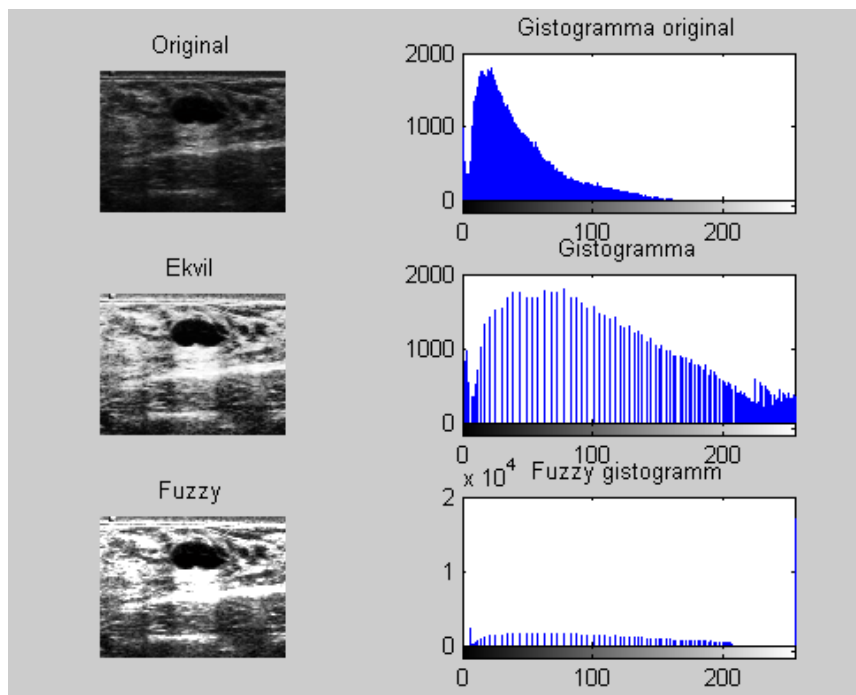 Original
Gistogramma original
2000
1000
0
0 100 200
Ekvil
Gistogramma
2000
1000
0
0 100 200
Fuzzy
x 10^4 Fuzzy gistogramm
2
1
0
0 100 200